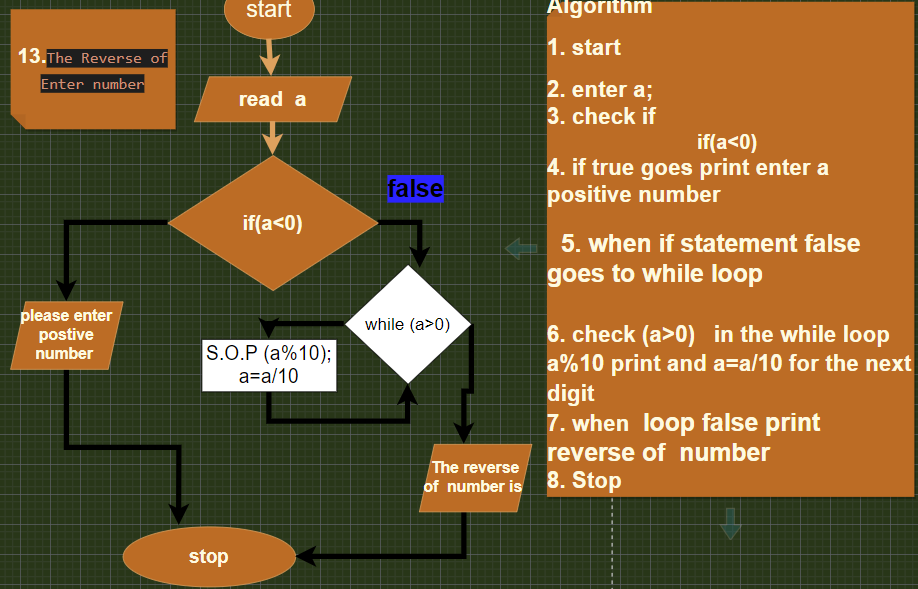 13.The Reverse of
Enter number
start
read a
if(a<0)
false
please enter
postive
number
while (a>0)
S.O.P (a%10);
a=a/10
The reverse
of number is
stop
Algorithm
1. start
2. enter a;
3. check if
if(a<0)
4. if true goes print enter a
positive number
5. when if statement false
goes to while loop
6. check (a>0) in the while loop
a%10 print and a=a/10 for the next
digit
7. when loop false print
reverse of number
8. Stop